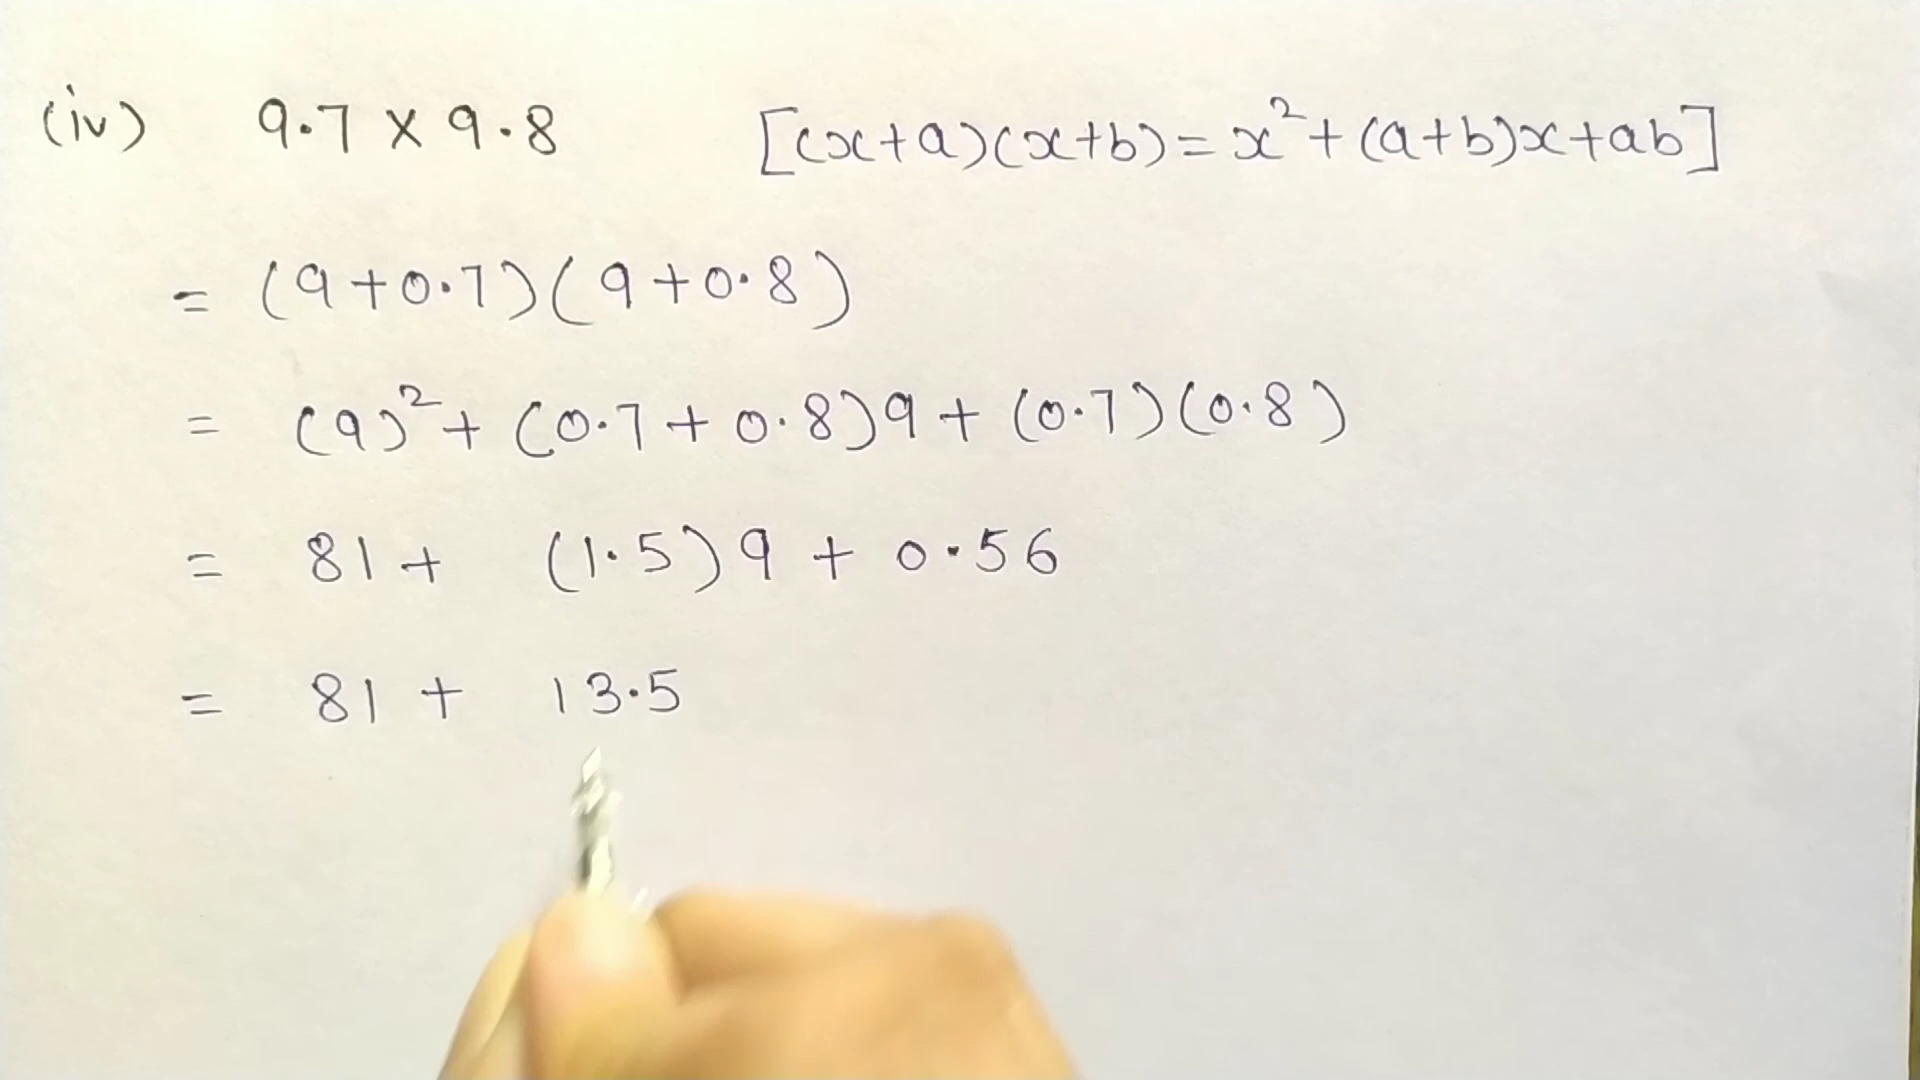 (iv) 9.7 × 9.8 [(x+a)(x+b)=x²+(a+b)x+ab]
= (9+0.7)(9+0.8)
= (9)²+(0.7+0.8)9+(0.7)(0.8)
= 81+ (1.5)9+0.56
= 81 + 13.5